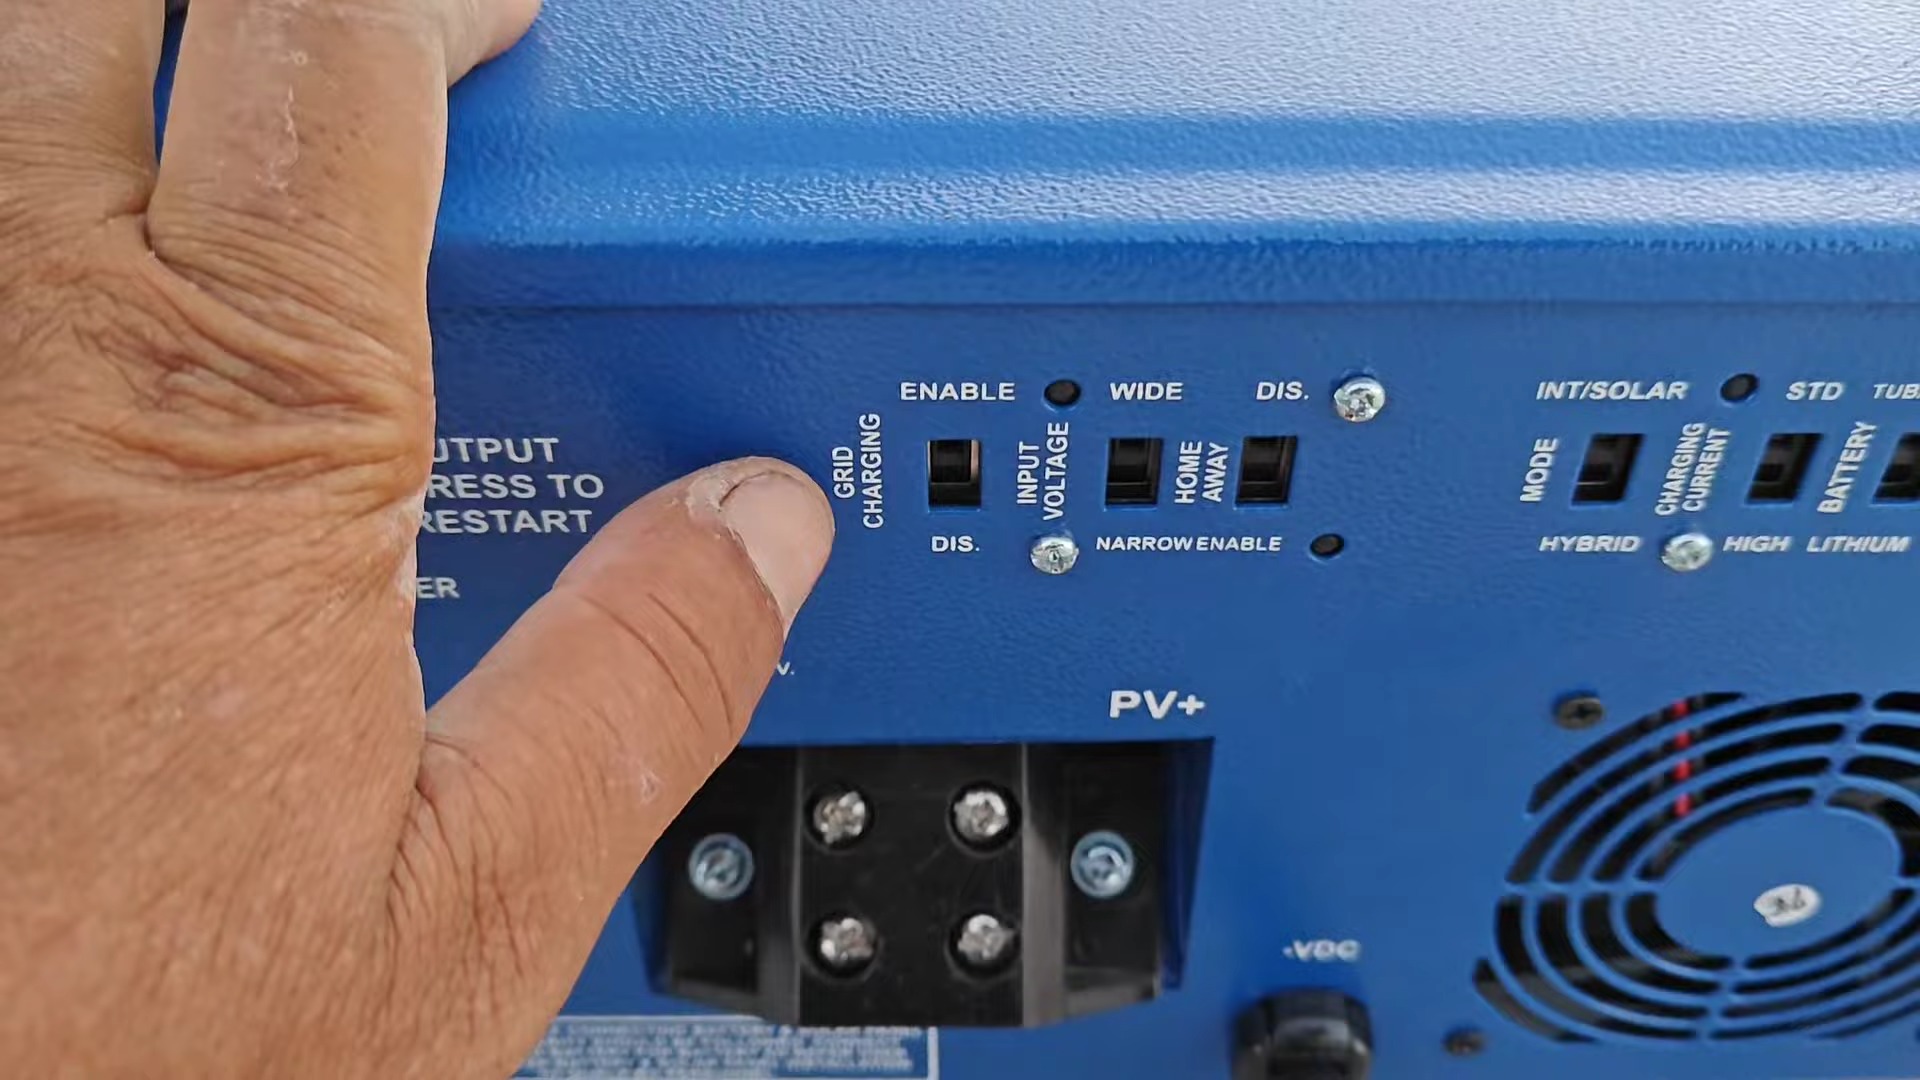 UTPUT
RESS TO
RESTART
ER
GRID
CHARGING
ENABLE
DIS.
INPUT
VOLTAGE
WIDE
NARROW
HOME
AWAY
DIS.
ENABLE
MODE
INT/SOLAR
HYBRID
CHARGING
CURRENT
STD
HIGH
BATTERY
TUB
LITHIUM
V.
PV+
-VDC